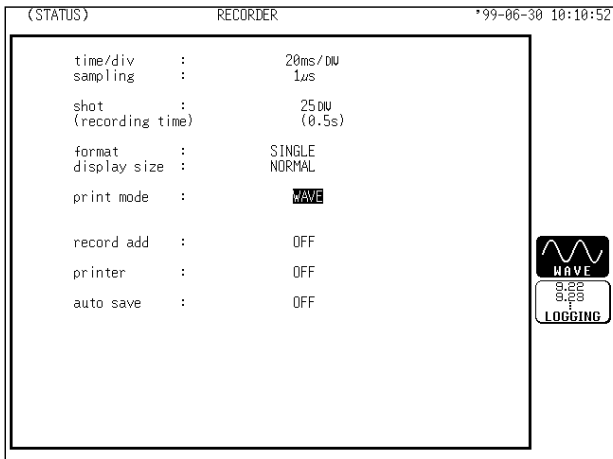 (STATUS) RECORDER '99-06-30 10:10:52
time/div : 20ms/DIV
sampling : 1µs
shot : 25DIV
(recording time) (0.5s)
format : SINGLE
display size : NORMAL
print mode : WAVE
record add : OFF
printer : OFF
auto save : OFF
WAVE
9.22
9.23
⋮
LOGGING